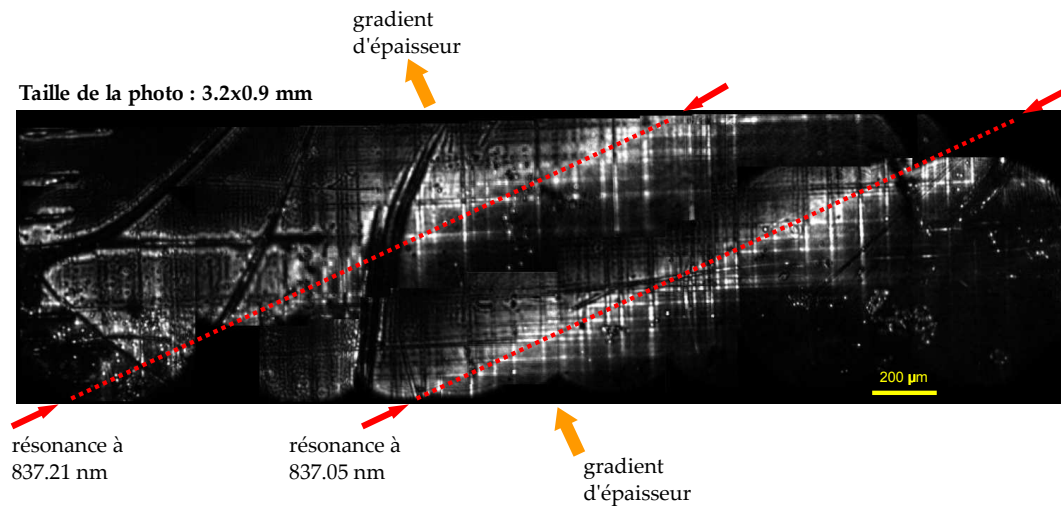 gradient
d'épaisseur
Taille de la photo : 3.2x0.9 mm
200 µm
résonance à
837.21 nm
résonance à
837.05 nm
gradient
d'épaisseur